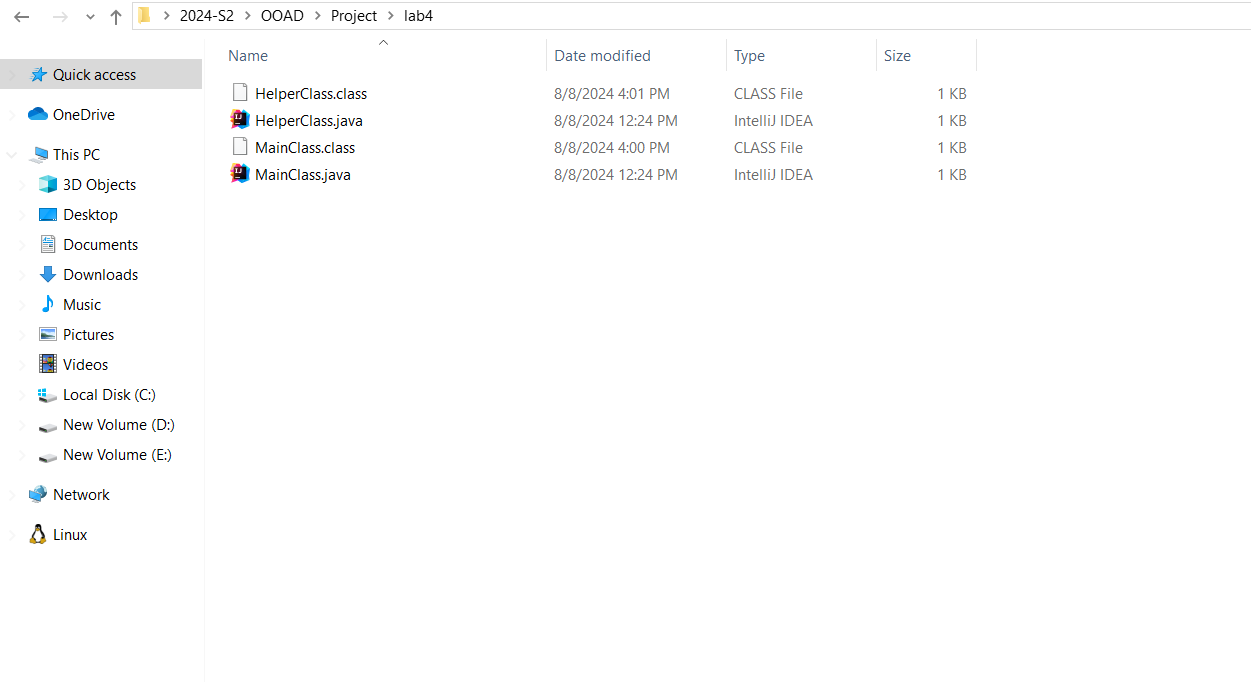 2024-S2 > OOAD > Project > lab4
Name Date modified Type Size
Quick access
OneDrive
This PC
3D Objects
Desktop
Documents
Downloads
Music
Pictures
Videos
Local Disk (C:)
New Volume (D:)
New Volume (E:)
Network
Linux
HelperClass.class 8/8/2024 4:01 PM CLASS File 1 KB
HelperClass.java 8/8/2024 12:24 PM IntelliJ IDEA 1 KB
MainClass.class 8/8/2024 4:00 PM CLASS File 1 KB
MainClass.java 8/8/2024 12:24 PM IntelliJ IDEA 1 KB